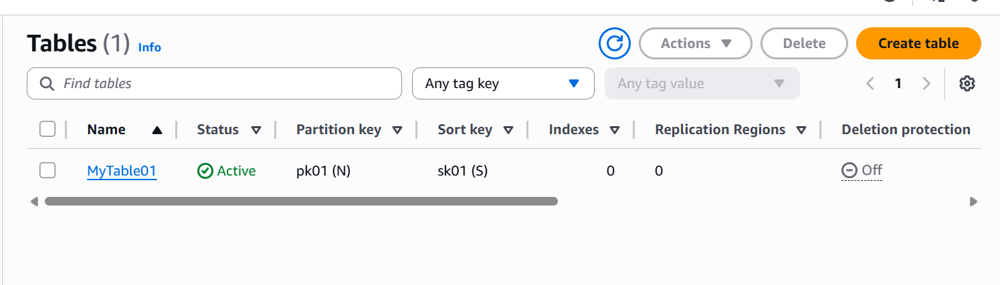 Tables (1) Info Actions Delete Create table
Find tables Any tag key Any tag value 1
Name Status Partition key Sort key Indexes Replication Regions Deletion protection
MyTable01 Active pk01 (N) sk01 (S) 0 0 Off